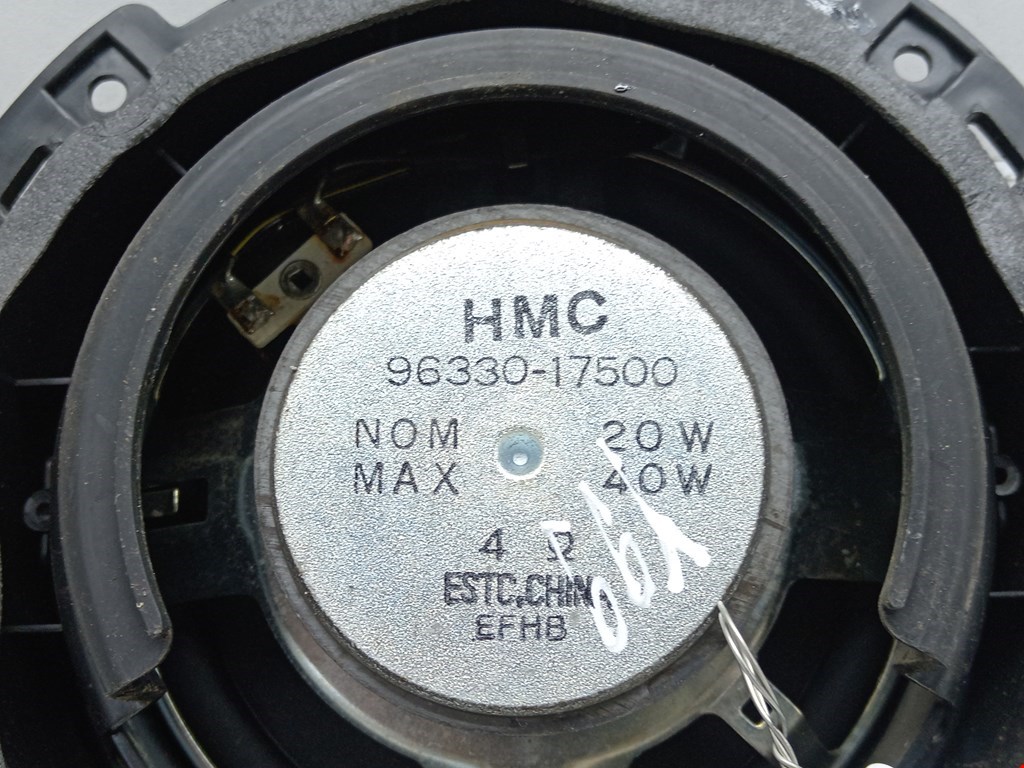 HMC
96330-17500
NOM 20W
MAX 40W
4 Ω
ESTC.CHINA
EFHB